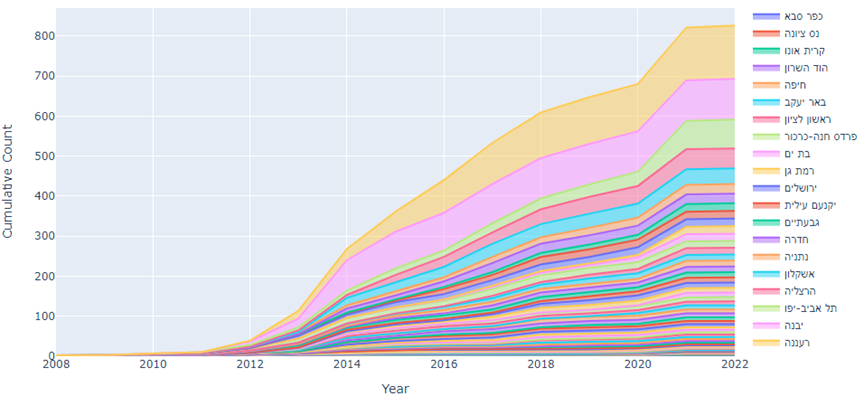 800
700
600
500
400
300
200
100
0
Cumulative Count
2008 2010 2012 2014 2016 2018 2020 2022
Year
כפר סבא
נס ציונה
קרית אונו
הוד השרון
חיפה
באר יעקב
ראשון לציון
פרדס חנה-כרכור
בת ים
רמת גן
ירושלים
יקנעם עילית
גבעתיים
חדרה
נתניה
אשקלון
הרצליה
תל אביב-יפו
יבנה
רעננה